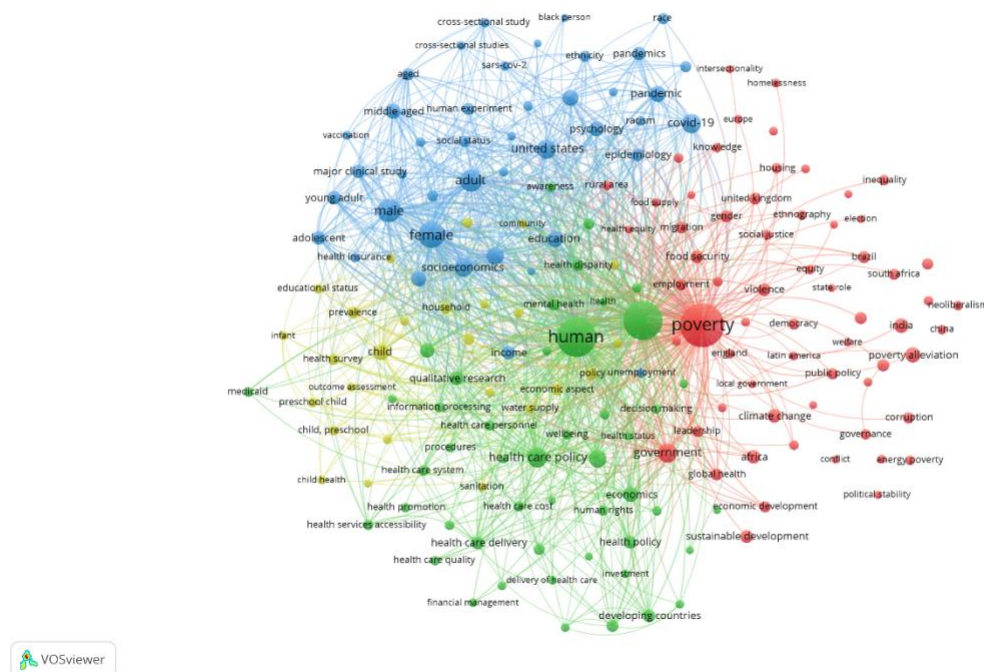 cross-sectional study
black person
race
cross-sectional studies
ethnicity
pandemics
sars-cov-2
intersectionality
aged
homelessness
pandemic
middle aged
human experiment
racism
covid-19
europe
vaccination
social status
psychology
united states
knowledge
epidemiology
major clinical study
housing
adult
awareness
rural area
inequality
young adult
food supply
united kingdom
male
community
gender
ethnography
election
health equity
migration
adolescent
female
education
social justice
health insurance
food security
brazil
socioeconomics
health disparity
equity
south africa
educational status
employment
violence
state role
mental health
health
household
neoliberalism
prevalence
poverty
democracy
india
china
infant
human
welfare
child
income
england
latin america
poverty alleviation
health survey
policy
unemployment
public policy
qualitative research
local government
medicaid
outcome assessment
economic aspect
preschool child
information processing
water supply
decision making
climate change
corruption
health care personnel
leadership
child, preschool
wellbeing
health status
governance
procedures
health care policy
government
africa
conflict
energy poverty
health care system
global health
child health
sanitation
political stability
economics
health promotion
health care cost
human rights
economic development
health services accessibility
sustainable development
health care delivery
health policy
health care quality
investment
delivery of health care
financial management
developing countries
VOSviewer